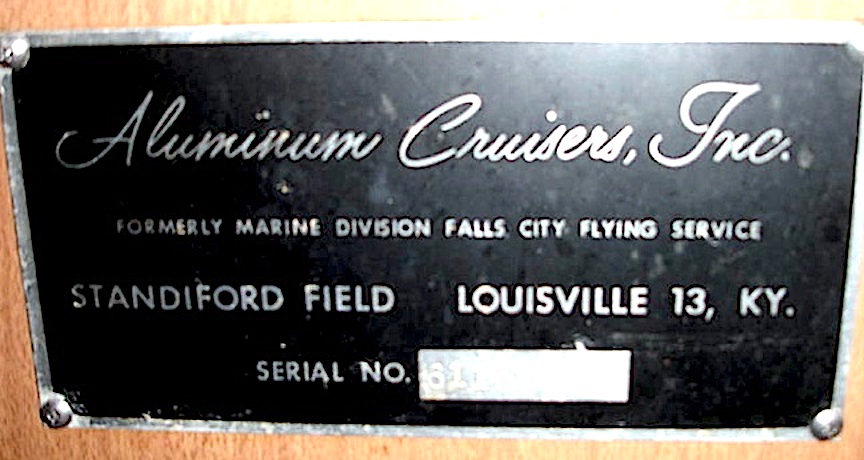 Aluminum Cruisers, Inc.
FORMERLY MARINE DIVISION FALLS CITY FLYING SERVICE
STANDIFORD FIELD LOUISVILLE 13, KY.
SERIAL NO.